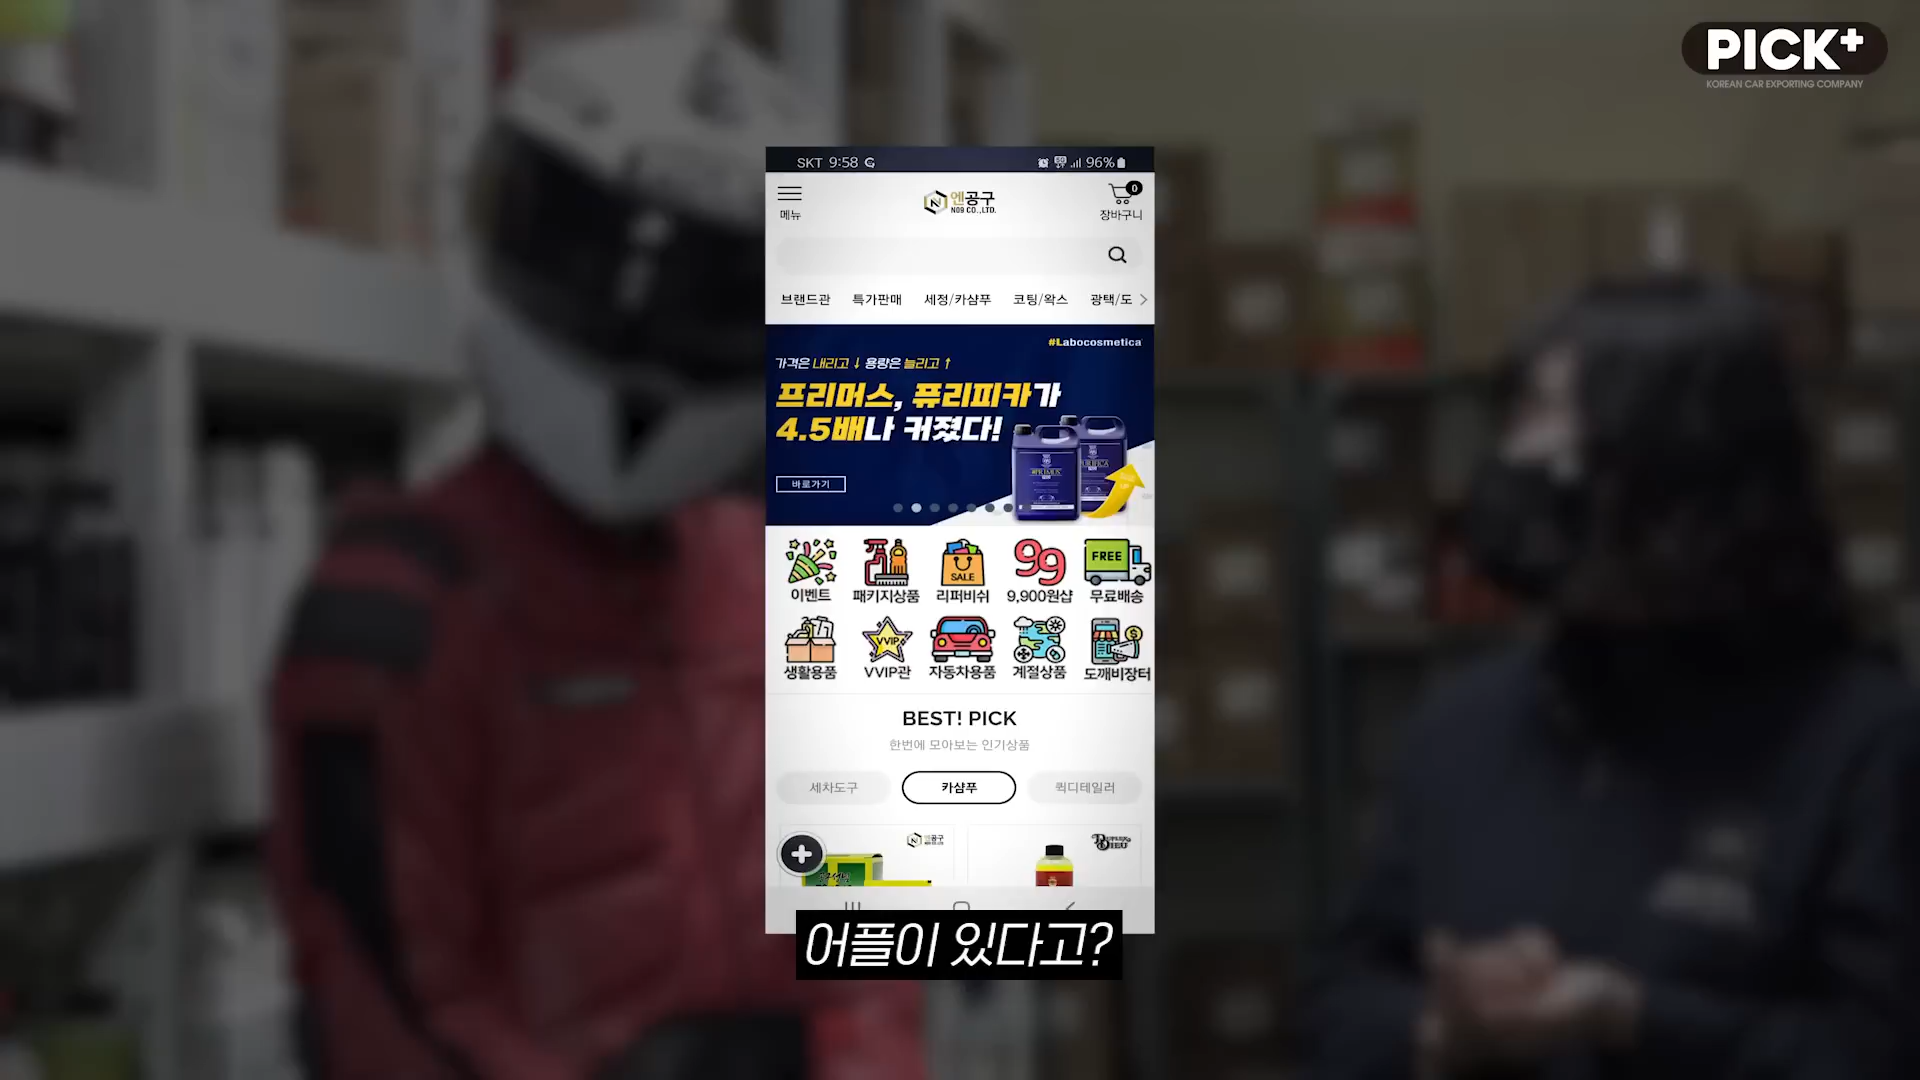 PICK+
KOREAN CAR EXPORTING COMPANY
SKT 9:58 G
96%
메뉴
엔공구
N09 CO.,LTD.
0
장바구니
브랜드관 특가판매 세정/카샴푸 코팅/왁스 광택/도
#Labocosmetica
가격은 내리고 ↓ 용량은 늘리고 ↑
프리머스, 퓨리피카가
4.5배나 커졌다!
#PRIMUS
PURIFICA
바로가기
SALE
99
FREE
이벤트 패키지상품 리퍼비쉬 9,900원샵 무료배송
VVIP
생활용품 VVIP관 자동차용품 계절상품 도깨비장터
BEST! PICK
한번에 모아보는 인기상품
세차도구 카샴푸 퀵디테일러
엔공구
어플이 있다고?